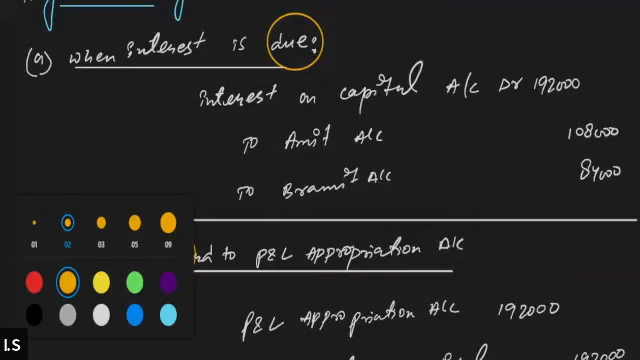 (a) when interest is due:
interest on capital A/C Dr 192000
To Amit A/C 108000
To Bramit A/C 84000
to P&L Appropriation A/C
P&L Appropriation A/C 192000
192000
01 02 03 05 09
I.S